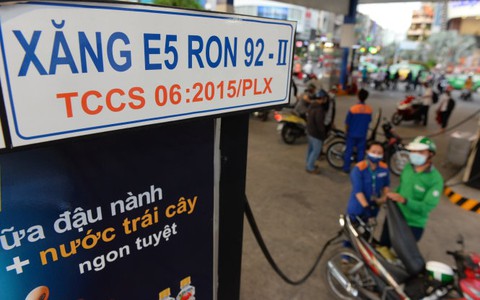 XĂNG E5 RON 92 - II
TCCS 06:2015/PLX
ữa đậu nành
+ nước trái cây
ngon tuyệt